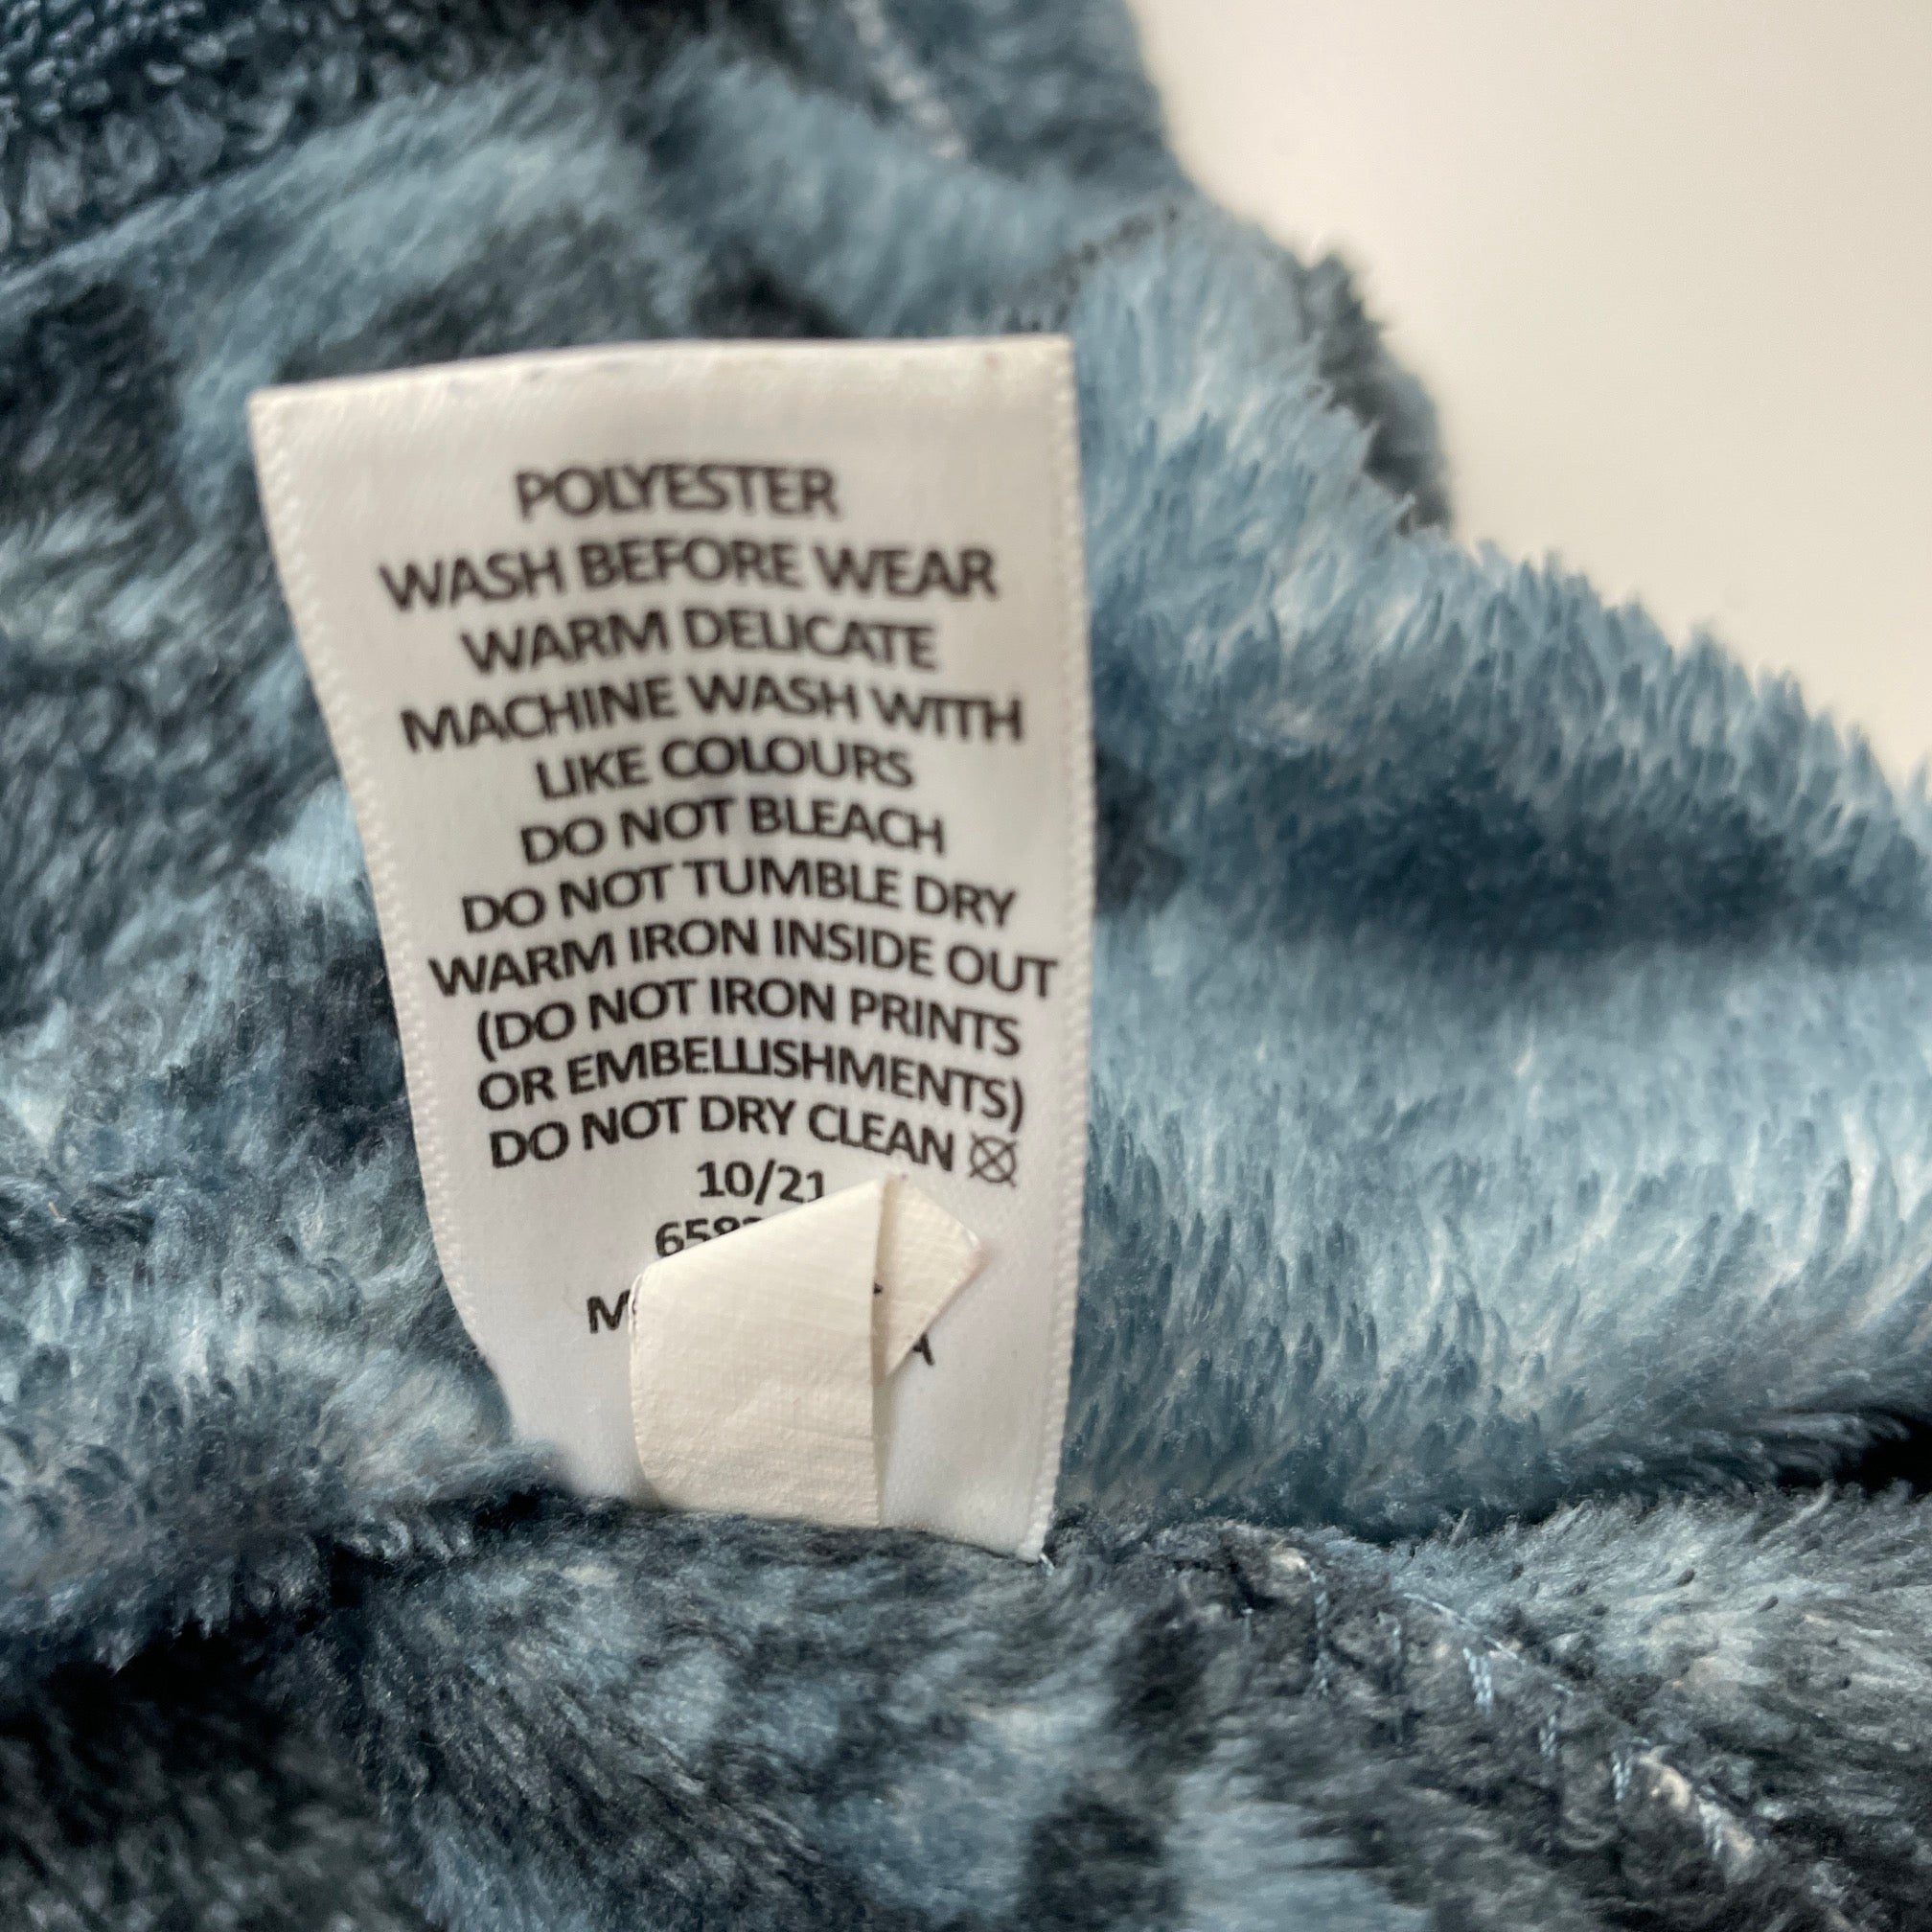 POLYESTER
WASH BEFORE WEAR
WARM DELICATE
MACHINE WASH WITH
LIKE COLOURS
DO NOT BLEACH
DO NOT TUMBLE DRY
WARM IRON INSIDE OUT
(DO NOT IRON PRINTS
OR EMBELLISHMENTS)
DO NOT DRY CLEAN
10/21